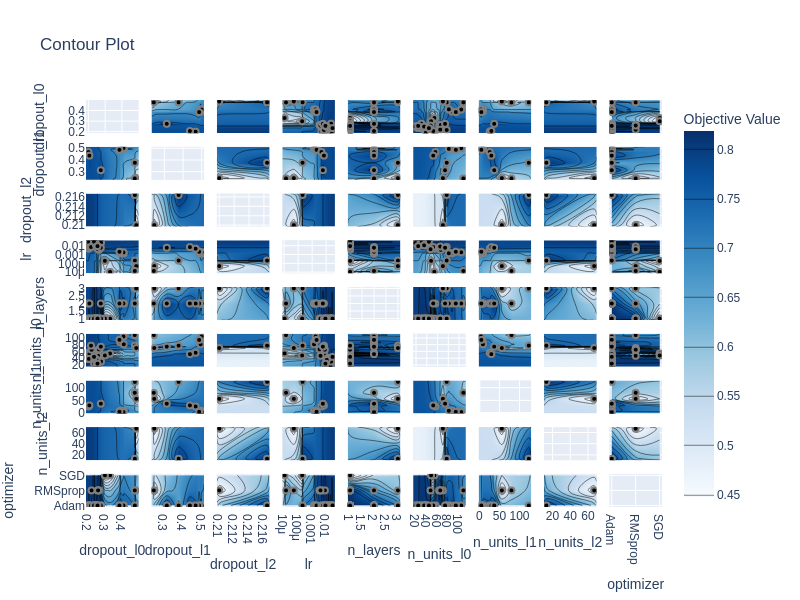 Contour Plot
Objective Value
0.8
0.75
0.7
0.65
0.6
0.55
0.5
0.45
dropout_l0
0.4
0.3
0.2
dropout_l1
0.5
0.4
0.3
dropout_l2
0.216
0.214
0.212
0.21
lr
0.01
0.001
100μ
10μ
n_layers
3
2.5
2
1.5
1
n_units_l0
100
80
60
40
20
n_units_l1
100
50
0
n_units_l2
60
40
20
optimizer
SGD
RMSprop
Adam
0.2 0.3 0.4
0.3 0.4 0.5
0.21 0.212 0.214 0.216
10μ 100μ 0.001 0.01
1 1.5 2 2.5 3
20 40 60 80 100
0 50 100
20 40 60
Adam RMSprop SGD
dropout_l0 dropout_l1 dropout_l2 lr n_layers n_units_l0 n_units_l1 n_units_l2 optimizer